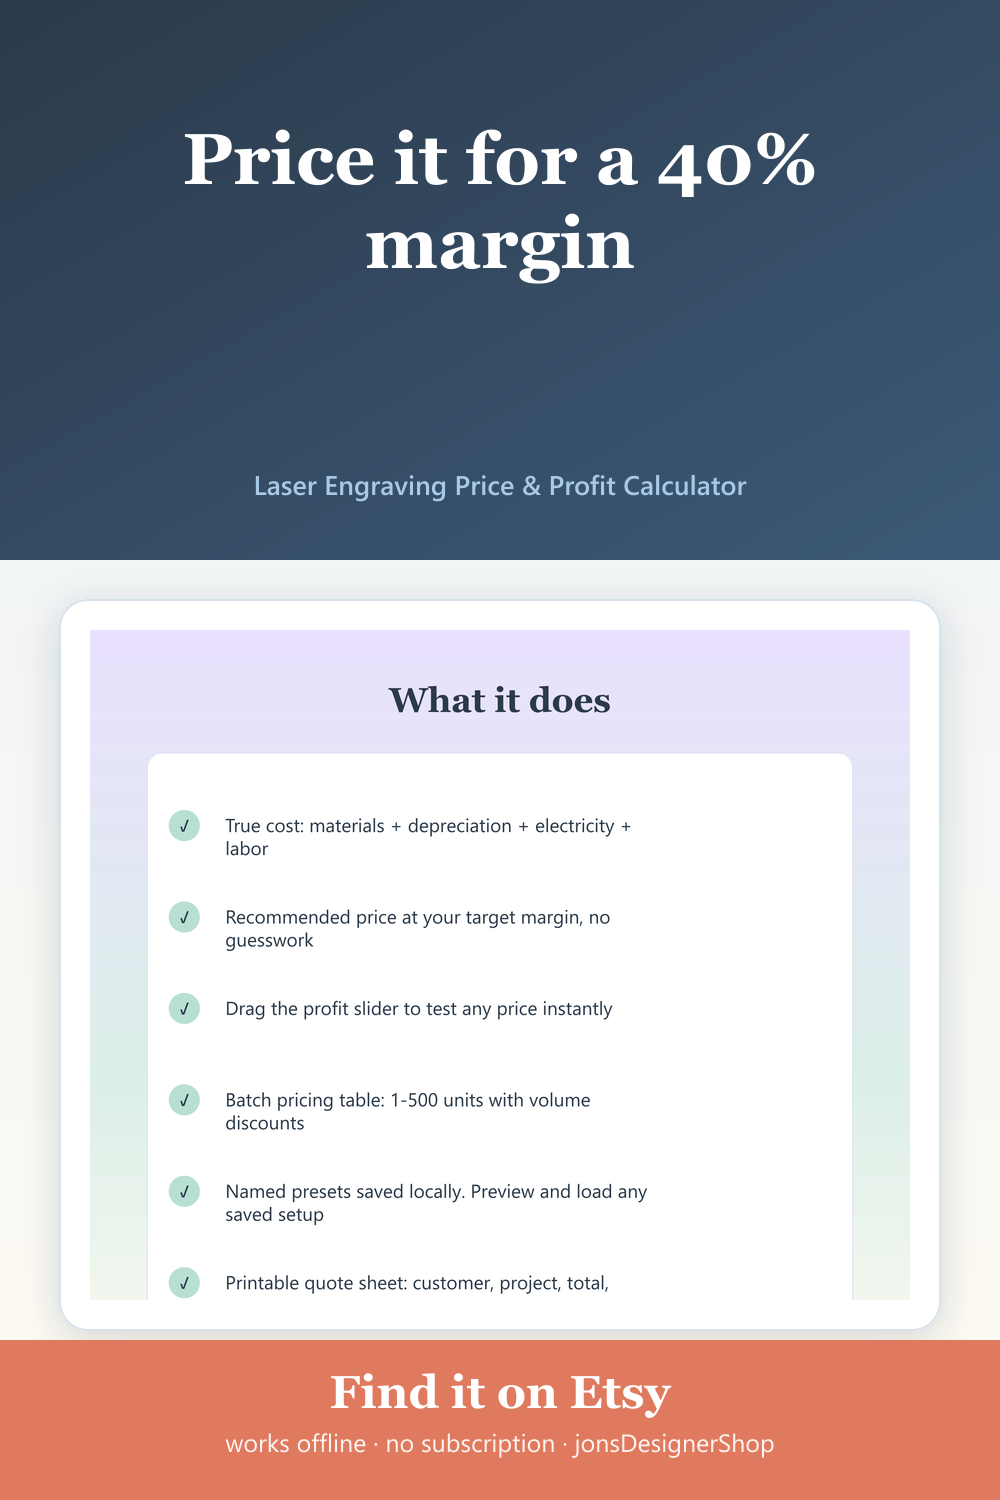 Price it for a 40%
margin
Laser Engraving Price & Profit Calculator
What it does
✓ True cost: materials + depreciation + electricity +
labor
✓ Recommended price at your target margin, no
guesswork
✓ Drag the profit slider to test any price instantly
✓ Batch pricing table: 1-500 units with volume
discounts
✓ Named presets saved locally. Preview and load any
saved setup
✓ Printable quote sheet: customer, project, total,
Find it on Etsy
works offline · no subscription · jonsDesignerShop